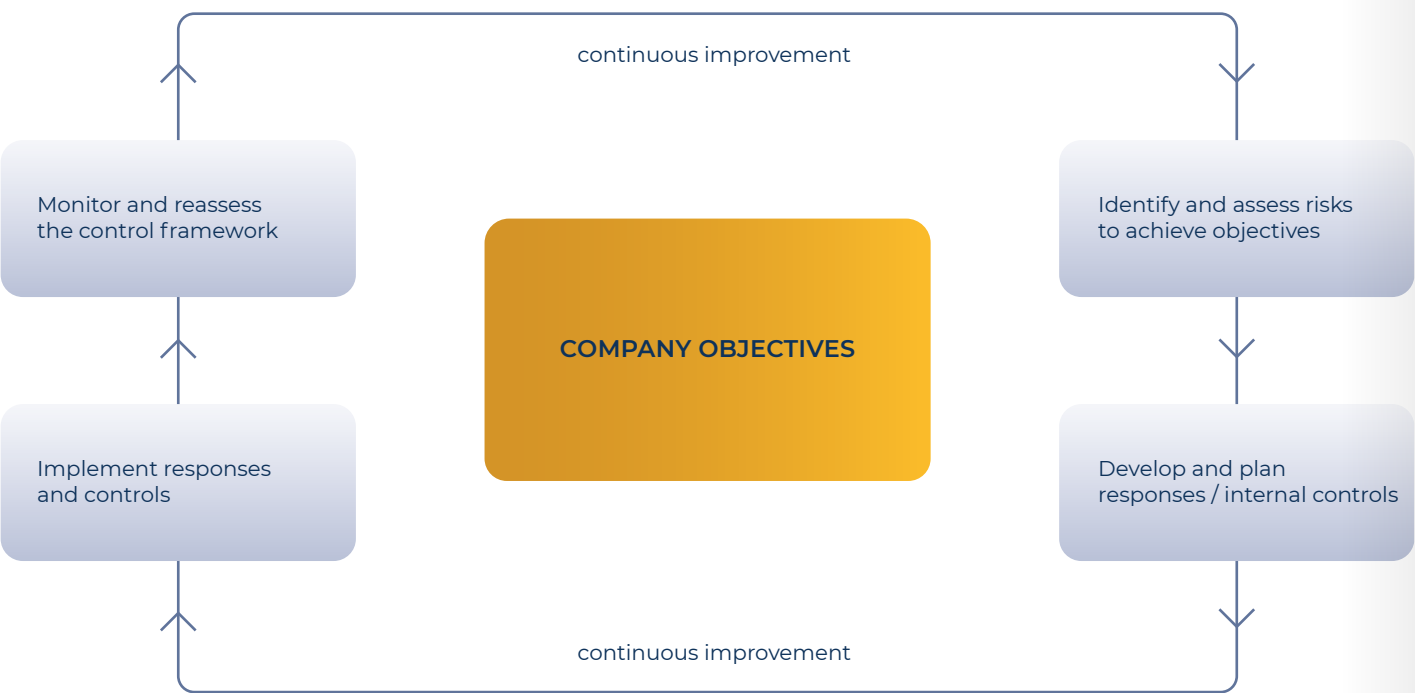 continuous improvement
Monitor and reassess
the control framework
Identify and assess risks
to achieve objectives
COMPANY OBJECTIVES
Implement responses
and controls
Develop and plan
responses / internal controls
continuous improvement